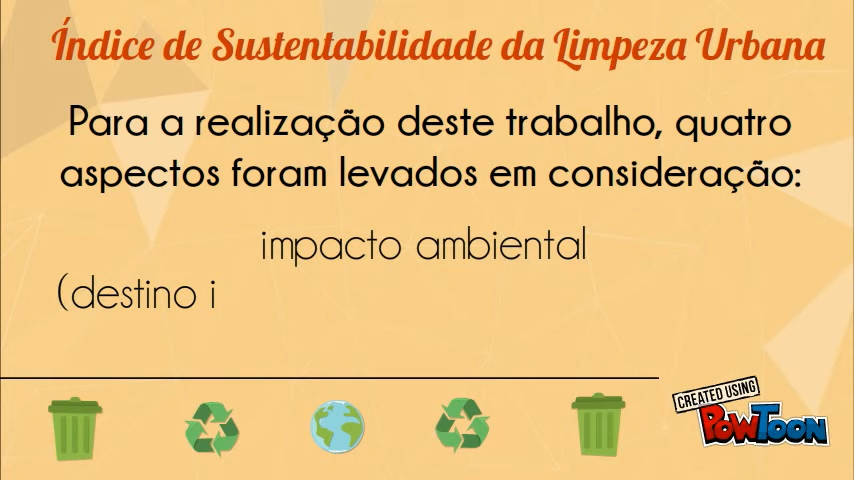 Índice de Sustentabilidade da Limpeza Urbana
Para a realização deste trabalho, quatro
aspectos foram levados em consideração:
impacto ambiental
(destino i
CREATED USING
POWTOON